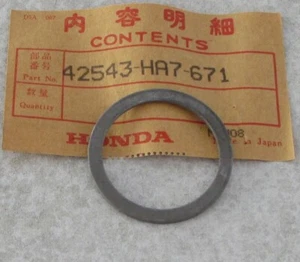 内容明細
CONTENTS
部品
番号
Part No.
42543-HA7-671
数量
Quantity
HONDA
in Japan